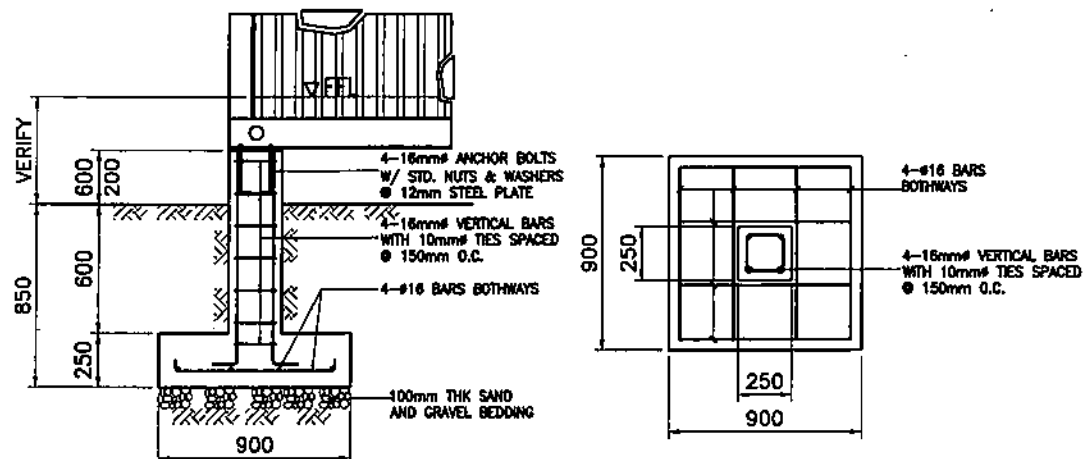 FFL
VERIFY
600
200
850
600
250
4-16mmø ANCHOR BOLTS
W/ STD. NUTS & WASHERS
@ 12mm STEEL PLATE
4-16mmø VERTICAL BARS
WITH 10mmø TIES SPACED
@ 150mm O.C.
4-ø16 BARS BOTHWAYS
100mm THK SAND
AND GRAVEL BEDDING
900
4-ø16 BARS
BOTHWAYS
900
250
4-16mmø VERTICAL BARS
WITH 10mmø TIES SPACED
@ 150mm O.C.
250
900